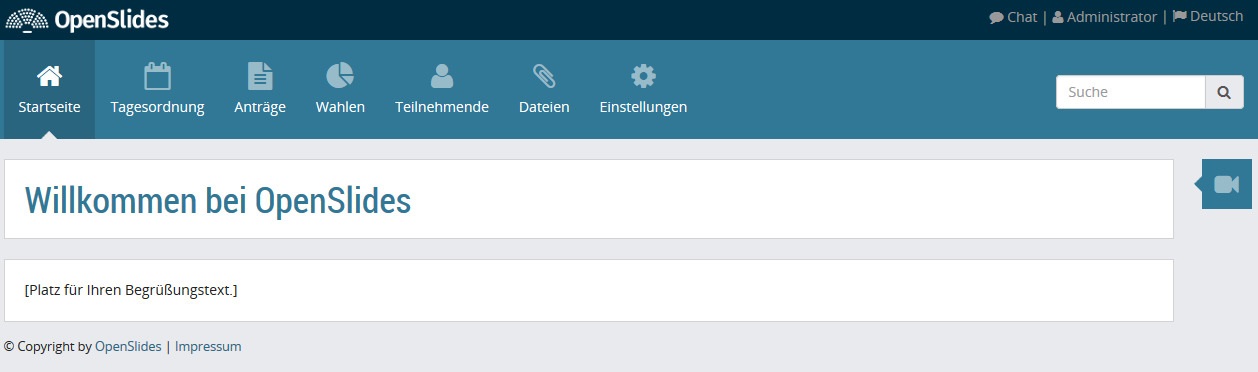 OpenSlides
Chat | Administrator | Deutsch
Startseite Tagesordnung Anträge Wahlen Teilnehmende Dateien Einstellungen
Suche
Willkommen bei OpenSlides
[Platz für Ihren Begrüßungstext.]
© Copyright by OpenSlides | Impressum